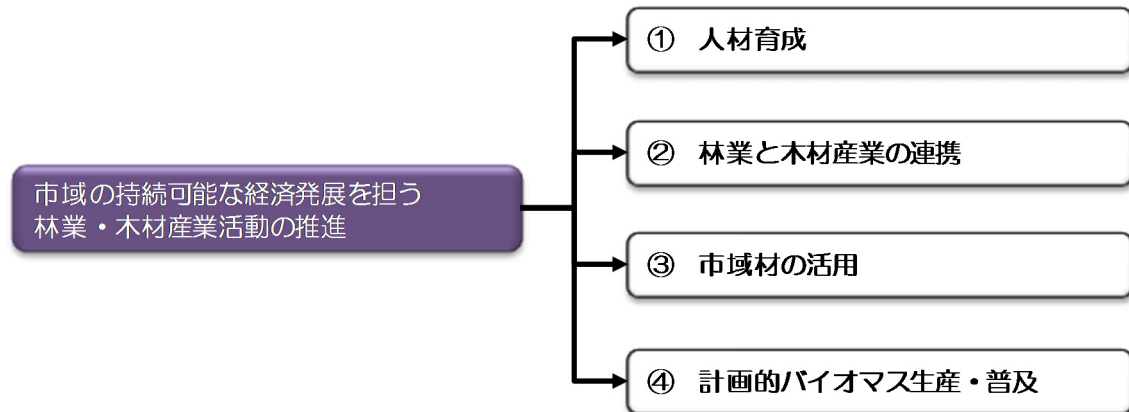 市域の持続可能な経済発展を担う
林業・木材産業活動の推進
① 人材育成
② 林業と木材産業の連携
③ 市域材の活用
④ 計画的バイオマス生産・普及